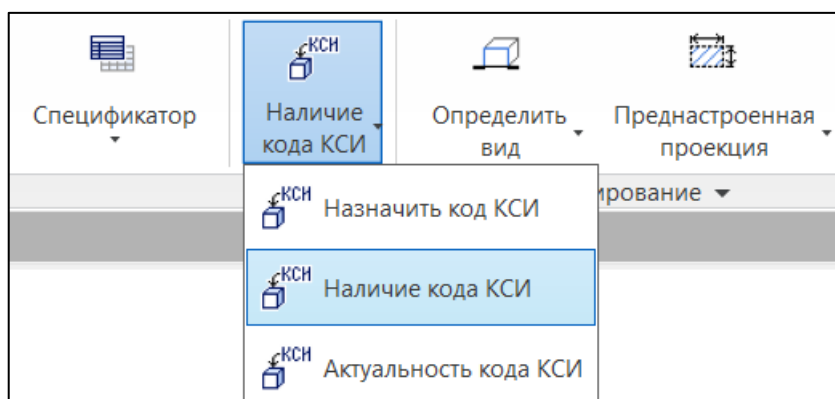 КСИ
Спецификатор
Наличие
кода КСИ
Определить
вид
Преднастроенная
проекция
ирование
КСИ
Назначить код КСИ
КСИ
Наличие кода КСИ
КСИ
Актуальность кода КСИ